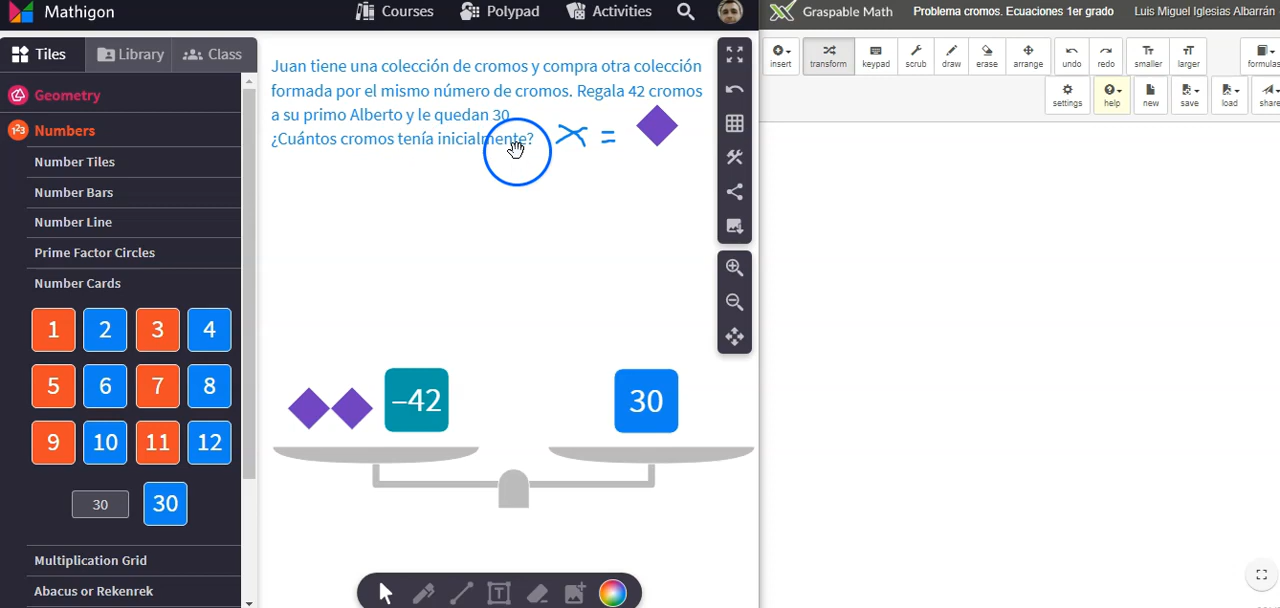 Mathigon
Courses
Polypad
Activities
Graspable Math
Problema cromos. Ecuaciones 1er grado
Luis Miguel Iglesias Albarrán
Tiles
Library
Class
Geometry
Numbers
Number Tiles
Number Bars
Number Line
Prime Factor Circles
Number Cards
1 2 3 4
5 6 7 8
9 10 11 12
30 30
Multiplication Grid
Abacus or Rekenrek
Juan tiene una colección de cromos y compra otra colección
formada por el mismo número de cromos. Regala 42 cromos
a su primo Alberto y le quedan 30
¿Cuántos cromos tenía inicialmente? x =
–42
30
T
insert
transform
keypad
scrub
draw
erase
arrange
undo
redo
smaller
larger
formulas
settings
help
new
save
load
share